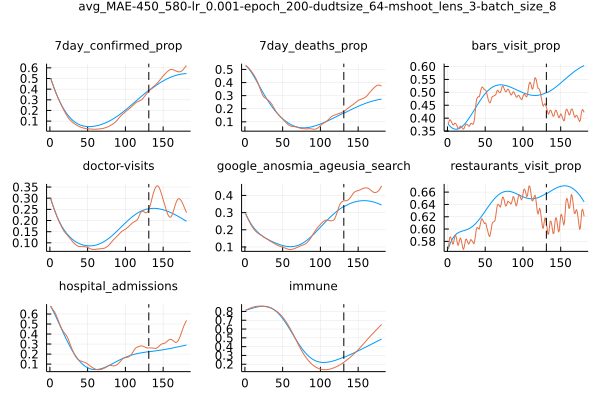 avg_MAE-450_580-lr_0.001-epoch_200-dudtsize_64-mshoot_lens_3-batch_size_8
7day_confirmed_prop
0.6
0.5
0.4
0.3
0.2
0.1
0 50 100 150
7day_deaths_prop
0.5
0.4
0.3
0.2
0.1
0 50 100 150
bars_visit_prop
0.60
0.55
0.50
0.45
0.40
0.35
0 50 100 150
doctor-visits
0.35
0.30
0.25
0.20
0.15
0.10
0 50 100 150
google_anosmia_ageusia_search
0.4
0.3
0.2
0.1
0 50 100 150
restaurants_visit_prop
0.66
0.64
0.62
0.60
0.58
0 50 100 150
hospital_admissions
0.6
0.5
0.4
0.3
0.2
0.1
0 50 100 150
immune
0.8
0.7
0.6
0.5
0.4
0.3
0.2
0 50 100 150